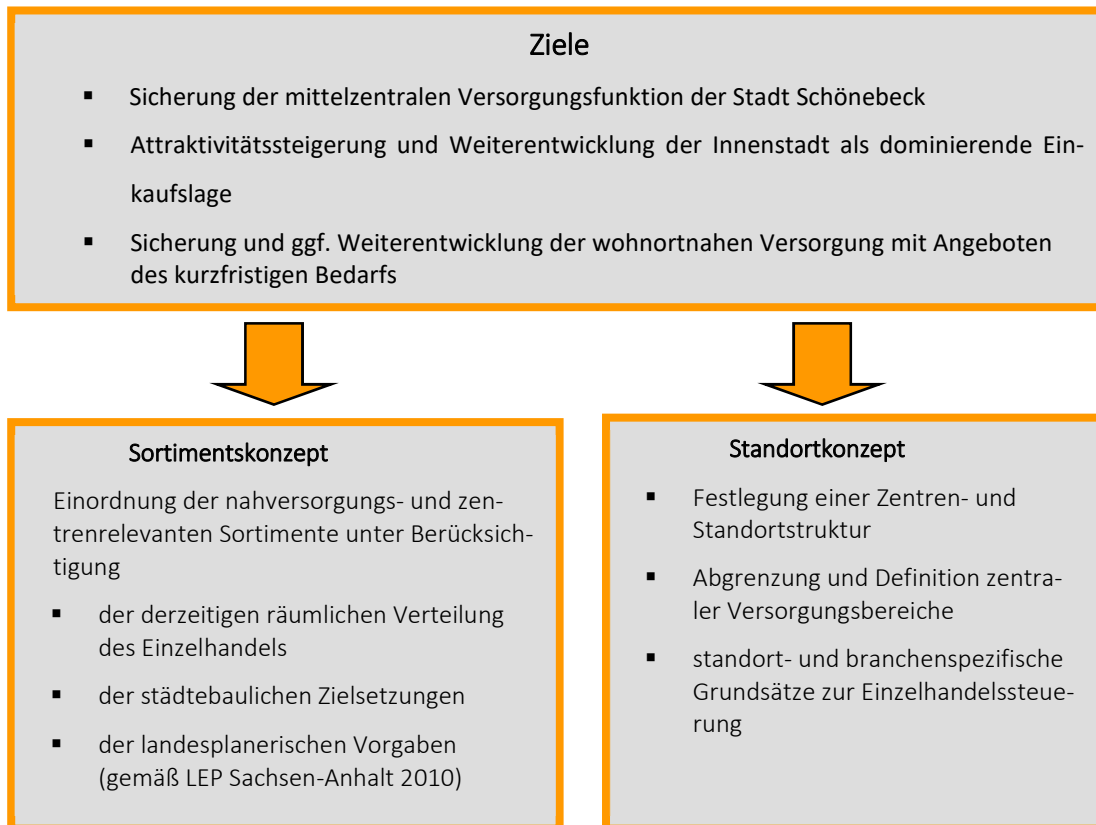 Ziele
▪ Sicherung der mittelzentralen Versorgungsfunktion der Stadt Schönebeck
▪ Attraktivitätssteigerung und Weiterentwicklung der Innenstadt als dominierende Ein-
kaufslage
▪ Sicherung und ggf. Weiterentwicklung der wohnortnahen Versorgung mit Angeboten
des kurzfristigen Bedarfs
Sortimentskonzept
Einordnung der nahversorgungs- und zen-
trenrelevanten Sortimente unter Berücksich-
tigung
▪ der derzeitigen räumlichen Verteilung
des Einzelhandels
▪ der städtebaulichen Zielsetzungen
▪ der landesplanerischen Vorgaben
(gemäß LEP Sachsen-Anhalt 2010)
Standortkonzept
▪ Festlegung einer Zentren- und
Standortstruktur
▪ Abgrenzung und Definition zentra-
ler Versorgungsbereiche
▪ standort- und branchenspezifische
Grundsätze zur Einzelhandelssteue-
rung